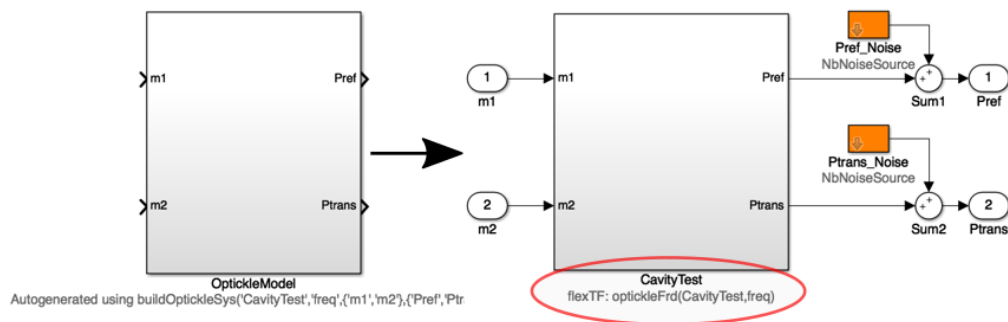 m1
Pref
m2
Ptrans
OptickleModel
Autogenerated using buildOptickleSys('CavityTest','freq',{'m1','m2'},{'Pref','Ptr
1
m1
2
m2
m1
Pref
m2
Ptrans
CavityTest
flexTF: optickleFrd(CavityTest,freq)
Pref_Noise
NbNoiseSource
+
+
Sum1
1
Pref
Ptrans_Noise
NbNoiseSource
+
+
Sum2
2
Ptrans